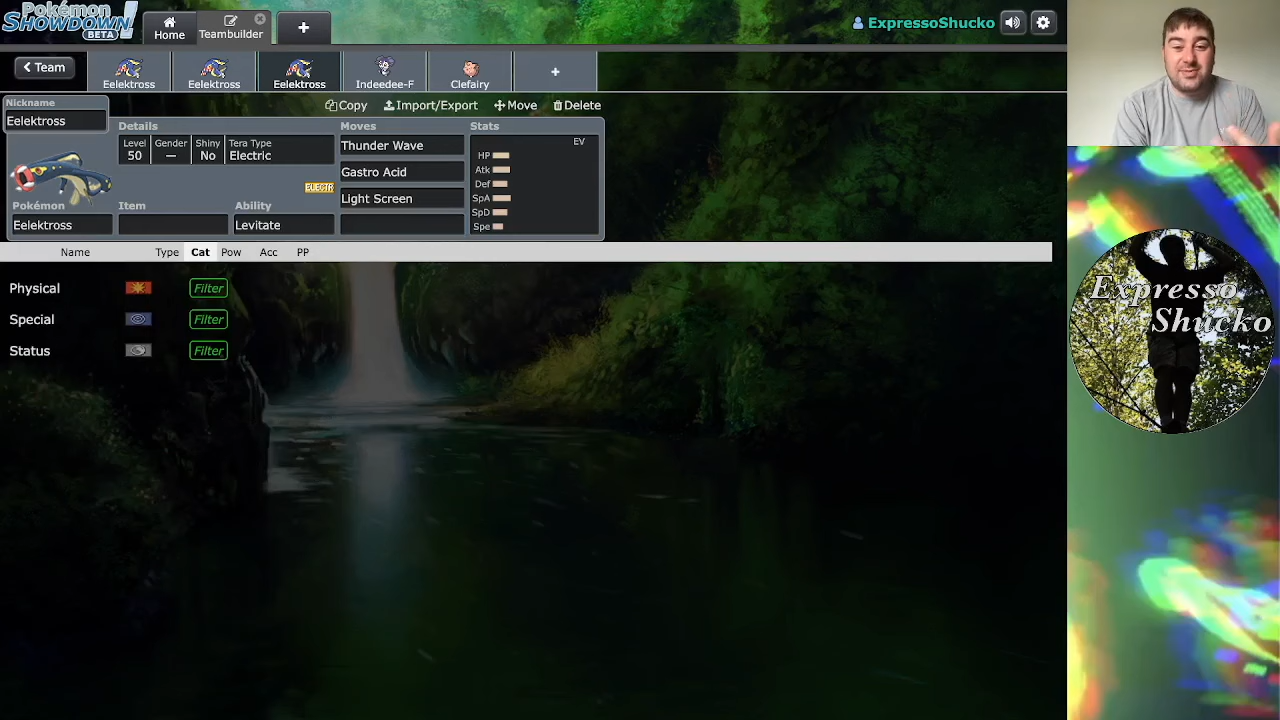 Pokémon
Showdown!
BETA
Home
Teambuilder
+
ExpressoShucko
Team
Eelektross
Eelektross
Eelektross
Indeedee-F
Clefairy
+
Nickname
Eelektross
Copy
Import/Export
Move
Delete
Details
Level
50
Gender
—
Shiny
No
Tera Type
Electric
ELECTR
Pokémon
Eelektross
Item
Ability
Levitate
Moves
Thunder Wave
Gastro Acid
Light Screen
Stats
EV
HP
Atk
Def
SpA
SpD
Spe
Name Type Cat Pow Acc PP
Physical Filter
Special Filter
Status Filter
Expresso
Shucko